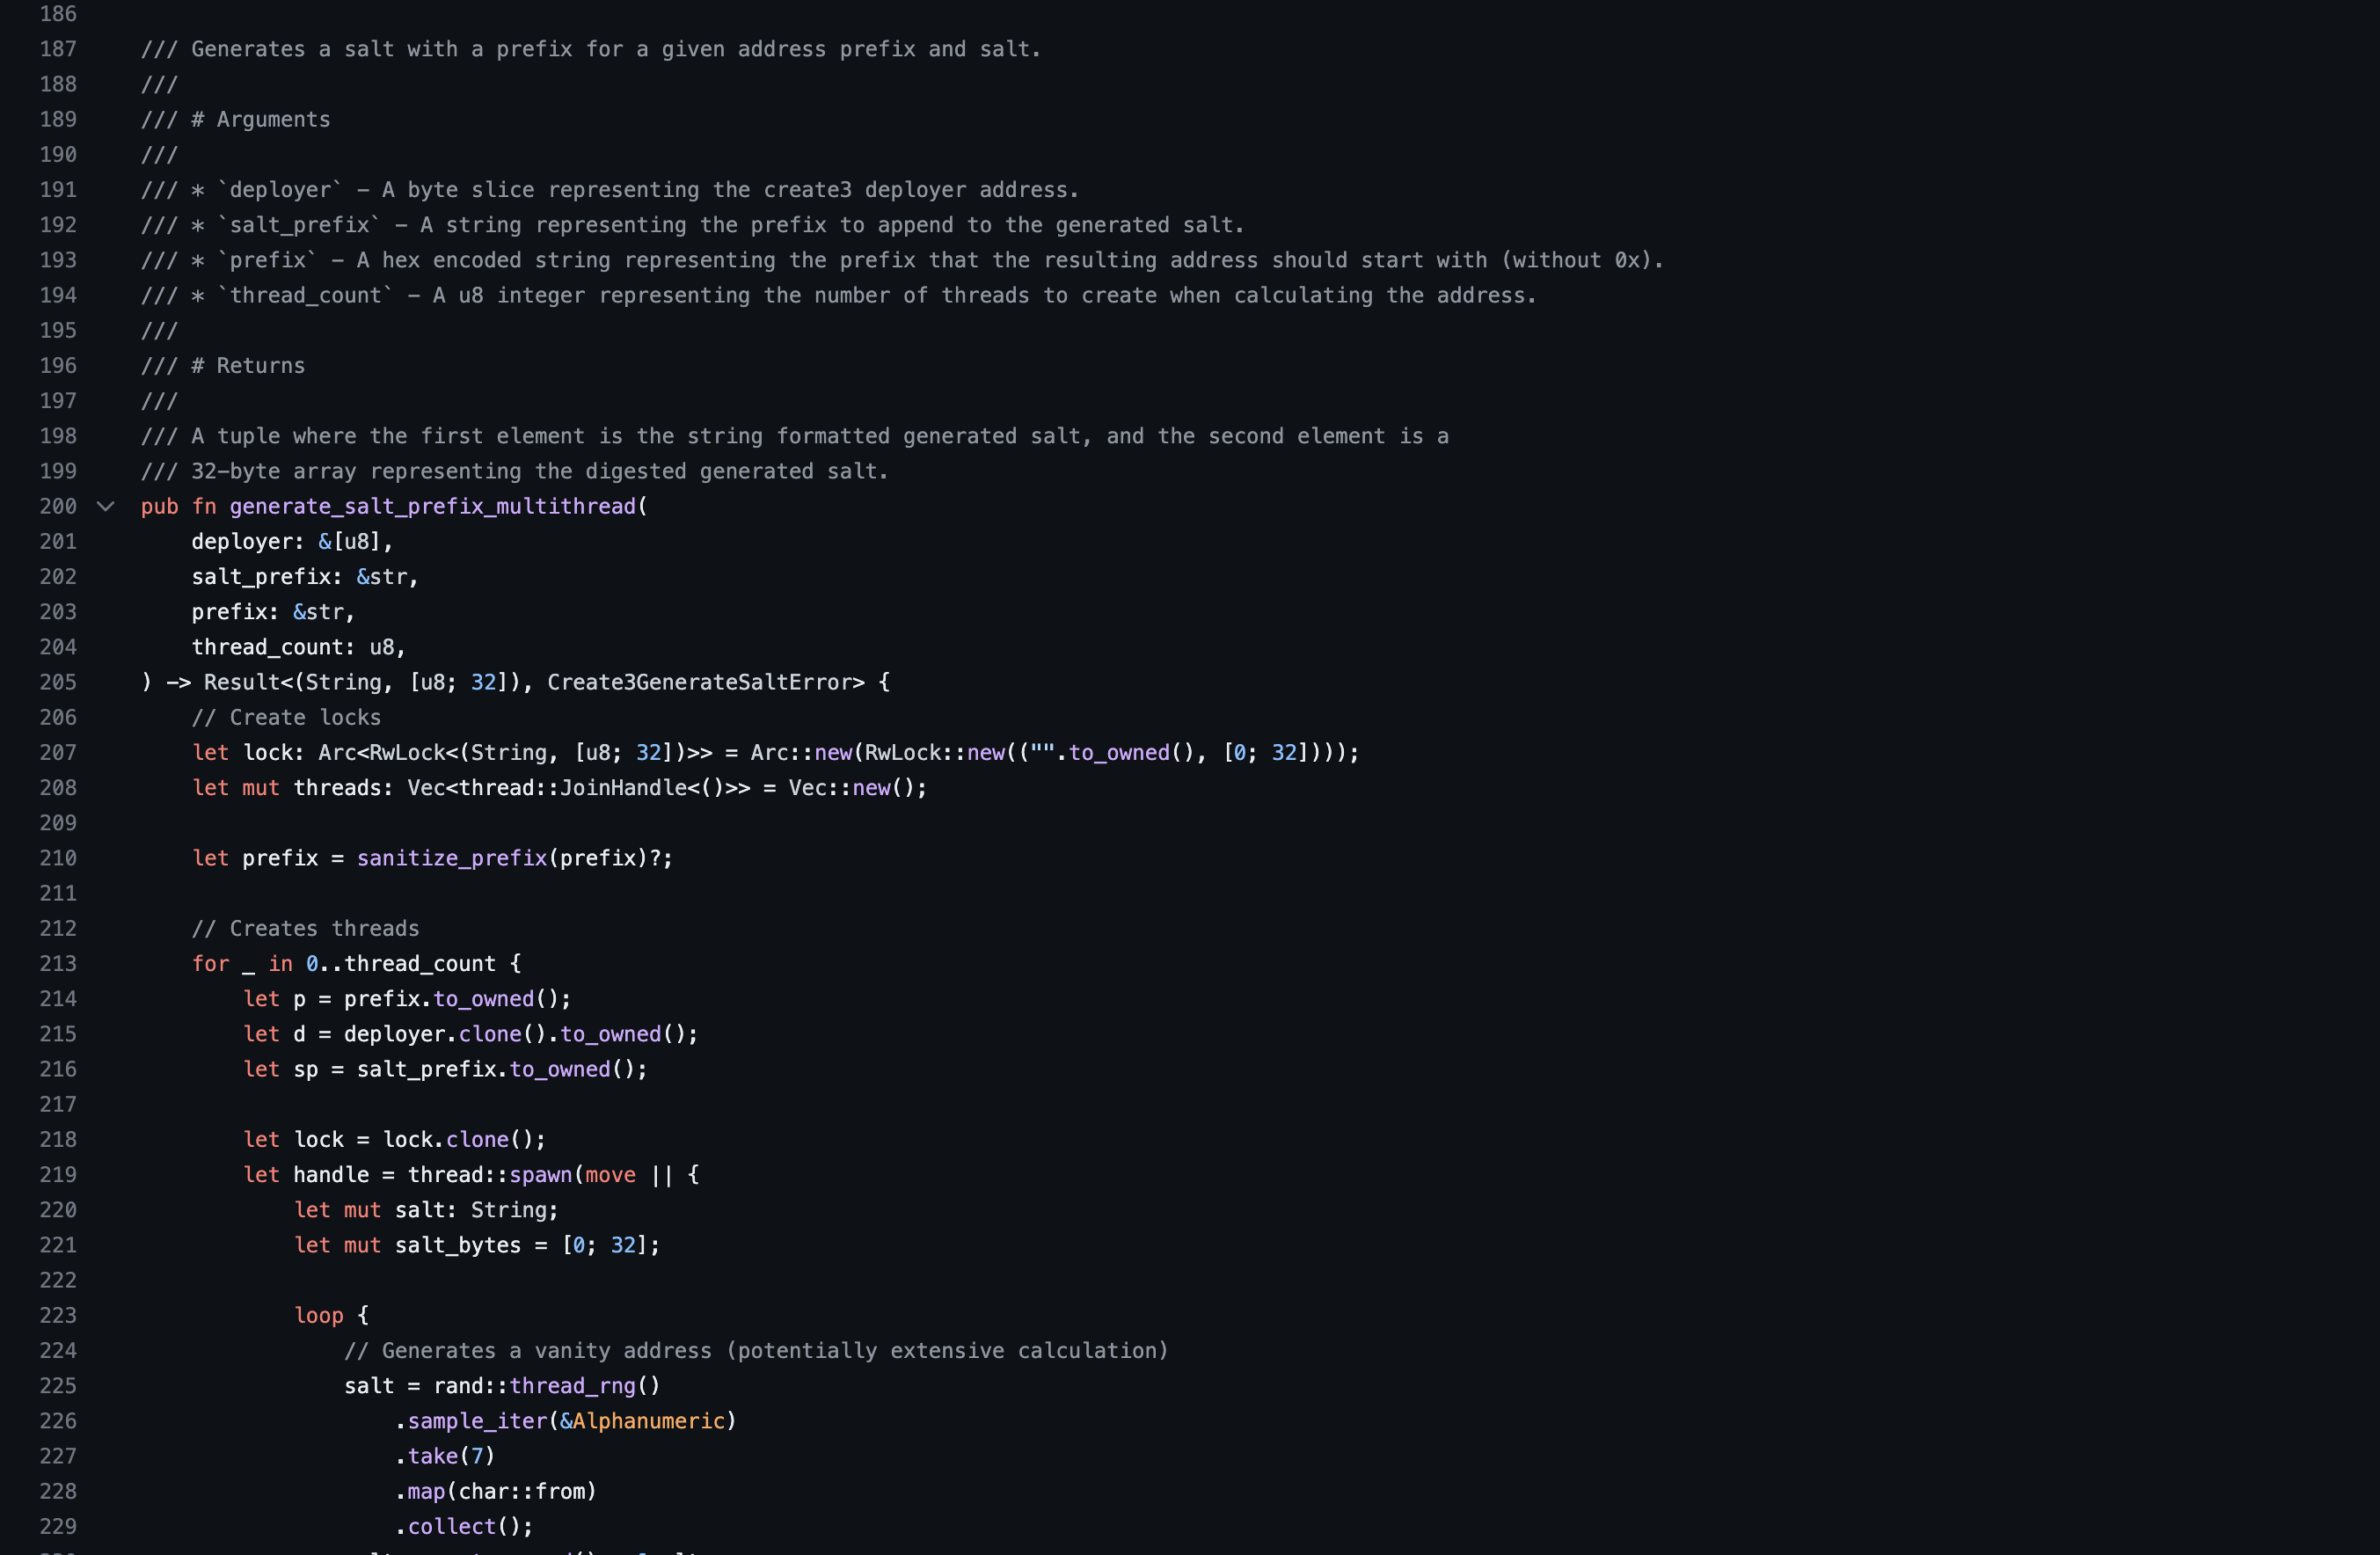 186
187 /// Generates a salt with a prefix for a given address prefix and salt.
188 ///
189 /// # Arguments
190 ///
191 /// * `deployer` - A byte slice representing the create3 deployer address.
192 /// * `salt_prefix` - A string representing the prefix to append to the generated salt.
193 /// * `prefix` - A hex encoded string representing the prefix that the resulting address should start with (without 0x).
194 /// * `thread_count` - A u8 integer representing the number of threads to create when calculating the address.
195 ///
196 /// # Returns
197 ///
198 /// A tuple where the first element is the string formatted generated salt, and the second element is a
199 /// 32-byte array representing the digested generated salt.
200 pub fn generate_salt_prefix_multithread(
201     deployer: &[u8],
202     salt_prefix: &str,
203     prefix: &str,
204     thread_count: u8,
205 ) -> Result<(String, [u8; 32]), Create3GenerateSaltError> {
206     // Create locks
207     let lock: Arc<RwLock<(String, [u8; 32])>> = Arc::new(RwLock::new(("".to_owned(), [0; 32])));
208     let mut threads: Vec<thread::JoinHandle<()>> = Vec::new();
209
210     let prefix = sanitize_prefix(prefix)?;
211
212     // Creates threads
213     for _ in 0..thread_count {
214         let p = prefix.to_owned();
215         let d = deployer.clone().to_owned();
216         let sp = salt_prefix.to_owned();
217
218         let lock = lock.clone();
219         let handle = thread::spawn(move || {
220             let mut salt: String;
221             let mut salt_bytes = [0; 32];
222
223             loop {
224                 // Generates a vanity address (potentially extensive calculation)
225                 salt = rand::thread_rng()
226                     .sample_iter(&Alphanumeric)
227                     .take(7)
228                     .map(char::from)
229                     .collect();